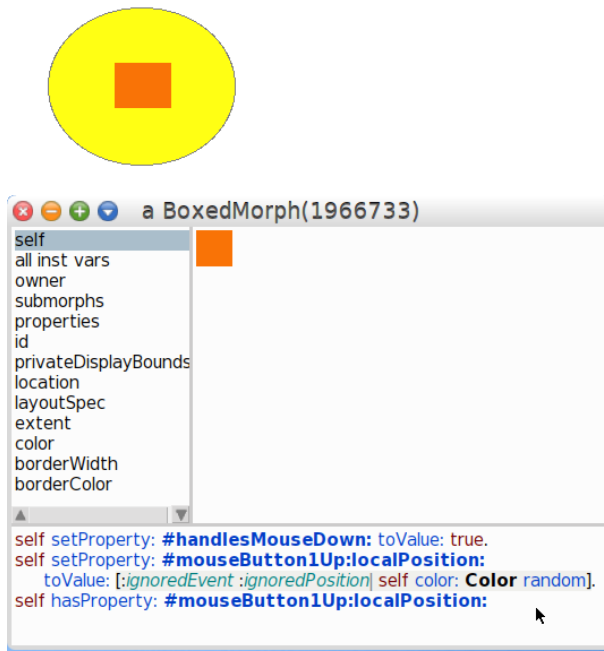 a BoxedMorph(1966733)
self
all inst vars
owner
submorphs
properties
id
privateDisplayBounds
location
layoutSpec
extent
color
borderWidth
borderColor
self setProperty: #handlesMouseDown: toValue: true.
self setProperty: #mouseButton1Up:localPosition:
toValue: [:ignoredEvent :ignoredPosition| self color: Color random].
self hasProperty: #mouseButton1Up:localPosition: